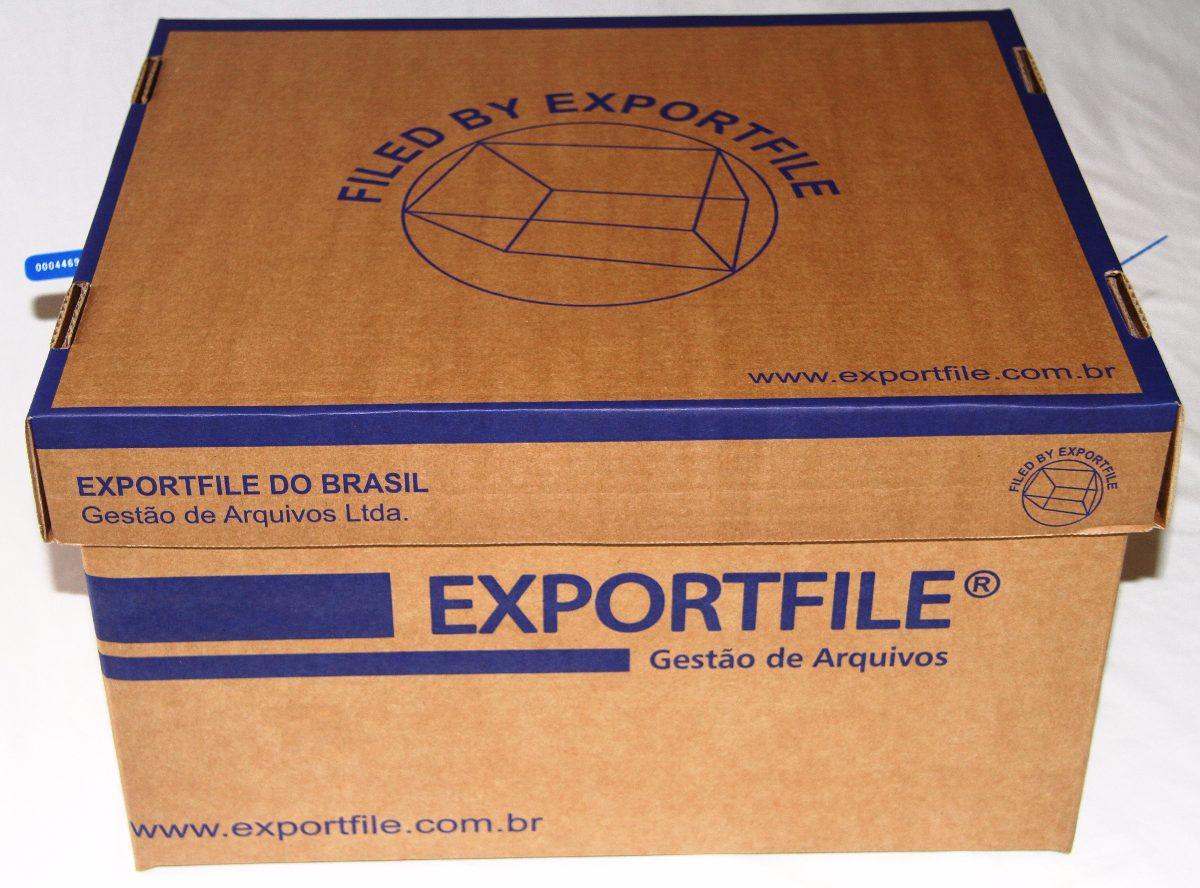 FILED BY EXPORTFILE
0004469
www.exportfile.com.br
EXPORTFILE DO BRASIL
Gestão de Arquivos Ltda.
FILED BY EXPORTFILE
EXPORTFILE®
Gestão de Arquivos
www.exportfile.com.br